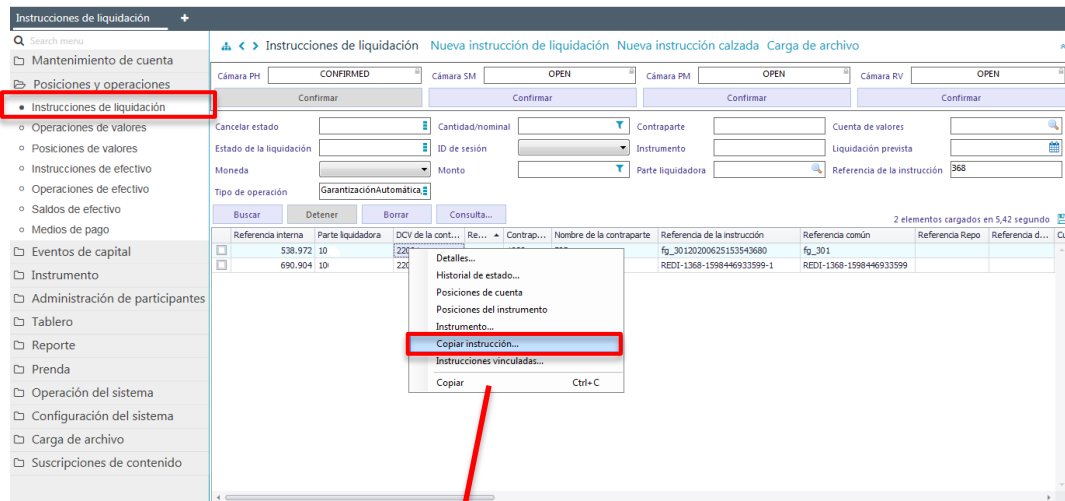 Instrucciones de liquidación +
Search menu
Mantenimiento de cuenta
Posiciones y operaciones
Instrucciones de liquidación
Operaciones de valores
Posiciones de valores
Instrucciones de efectivo
Operaciones de efectivo
Saldos de efectivo
Medios de pago
Eventos de capital
Instrumento
Administración de participantes
Tablero
Reporte
Prenda
Operación del sistema
Configuración del sistema
Carga de archivo
Suscripciones de contenido
Instrucciones de liquidación Nueva instrucción de liquidación Nueva instrucción calzada Carga de archivo
Cámara PH CONFIRMED Cámara SM OPEN Cámara PM OPEN Cámara RV OPEN
Confirmar Confirmar Confirmar Confirmar
Cancelar estado Cantidad/nominal Contraparte Cuenta de valores
Estado de la liquidación ID de sesión Instrumento Liquidación prevista
Moneda Monto Parte liquidadora Referencia de la instrucción 368
Tipo de operación GarantizaciónAutomática,
Buscar Detener Borrar Consulta... 2 elementos cargados en 5,42 segundo
Referencia interna Parte liquidadora DCV de la cont... Re... Contrap... Nombre de la contraparte Referencia de la instrucción Referencia común Referencia Repo Referencia d... Cu
538.972 10 fg_30120200625153543680 fg_301
690.904 10 220 REDI-1368-1598446933599-1 REDI-1368-1598446933599
Detalles...
Historial de estado...
Posiciones de cuenta
Posiciones del instrumento
Instrumento...
Copiar instrucción...
Instrucciones vinculadas...
Copiar Ctrl+C